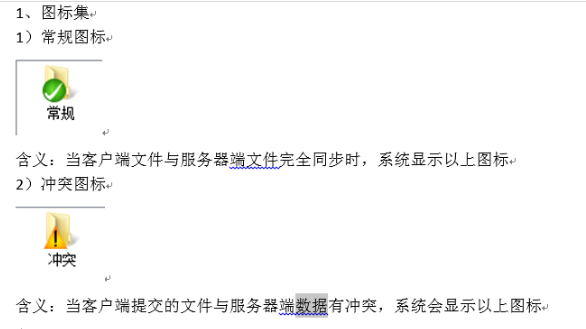 1、图标集
1）常规图标
常规
含义：当客户端文件与服务器端文件完全同步时，系统显示以上图标
2）冲突图标
冲突
含义：当客户端提交的文件与服务器端数据有冲突，系统会显示以上图标